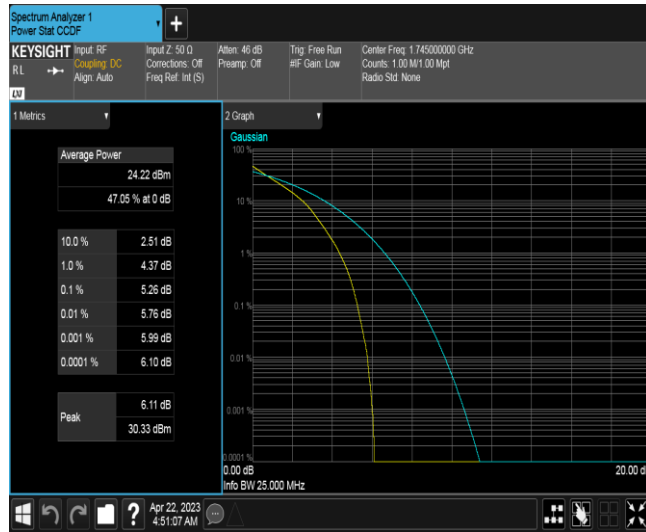 Spectrum Analyzer 1
Power Stat CCDF
KEYSIGHT
RL
LXI
Input: RF
Coupling: DC
Align: Auto
Input Z: 50 Ω
Corrections: Off
Freq Ref: Int (S)
Atten: 46 dB
Preamp: Off
Trig: Free Run
#IF Gain: Low
Center Freq: 1.745000000 GHz
Counts: 1.00 M/1.00 Mpt
Radio Std: None
1 Metrics
Average Power
24.22 dBm
47.05 % at 0 dB
10.0 % 2.51 dB
1.0 % 4.37 dB
0.1 % 5.26 dB
0.01 % 5.76 dB
0.001 % 5.99 dB
0.0001 % 6.10 dB
Peak
6.11 dB
30.33 dBm
2 Graph
Gaussian
100 %
10 %
1 %
0.1 %
0.01 %
0.001 %
0.0001 %
0.00 dB
20.00 d
Info BW 25.000 MHz
?
Apr 22, 2023
4:51:07 AM